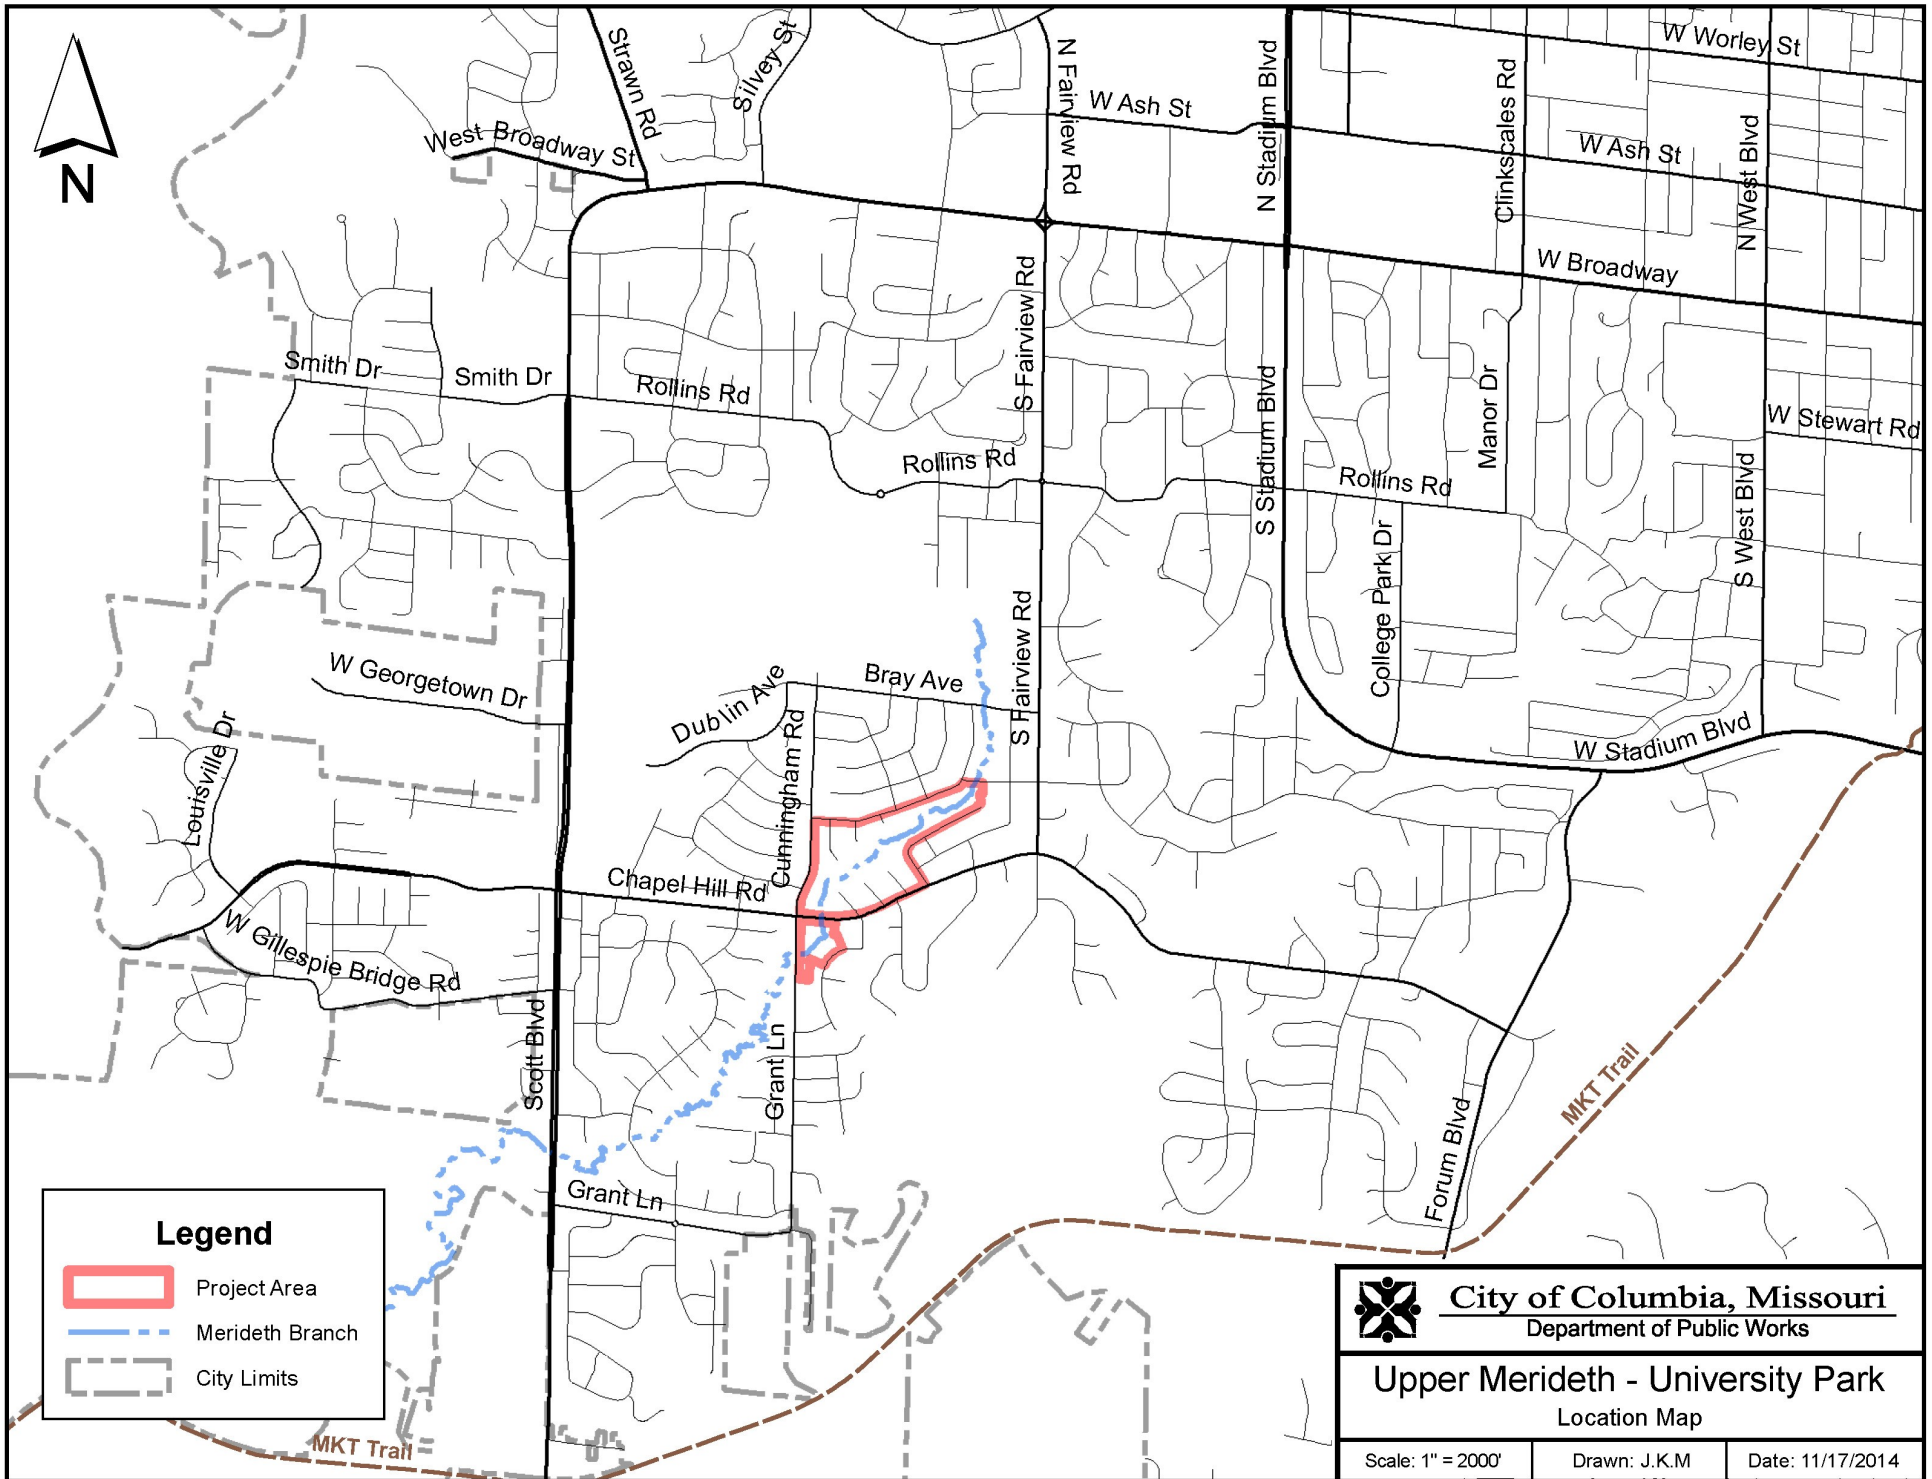 N
Strawn Rd
Silvey St
West Broadway St
N Fairview Rd
W Ash St
N Stadium Blvd
Clinkscales Rd
W Worley St
W Ash St
N West Blvd
W Broadway
Smith Dr
Smith Dr
Rollins Rd
S Fairview Rd
Rollins Rd
S Stadium Blvd
Rollins Rd
Manor Dr
W Stewart Rd
S West Blvd
College Park Dr
W Georgetown Dr
Louisville Dr
Dublin Ave
Bray Ave
S Fairview Rd
Cunningham Rd
W Stadium Blvd
Chapel Hill Rd
W Gillespie Bridge Rd
Scott Blvd
Grant Ln
Grant Ln
Forum Blvd
MKT Trail
MKT Trail
Legend
Project Area
Merideth Branch
City Limits
City of Columbia, Missouri
Department of Public Works
Upper Merideth - University Park
Location Map
Scale: 1" = 2000'
Drawn: J.K.M
Date: 11/17/2014